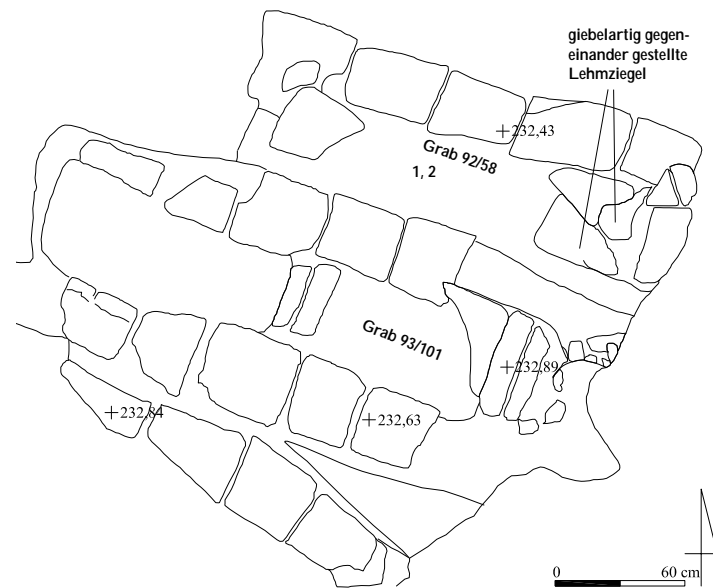 giebelartig gegen-
einander gestellte
Lehmziegel
+232,43
Grab 92/58
1, 2
Grab 93/101
+232,89
+232,84
+232,63
0 60 cm